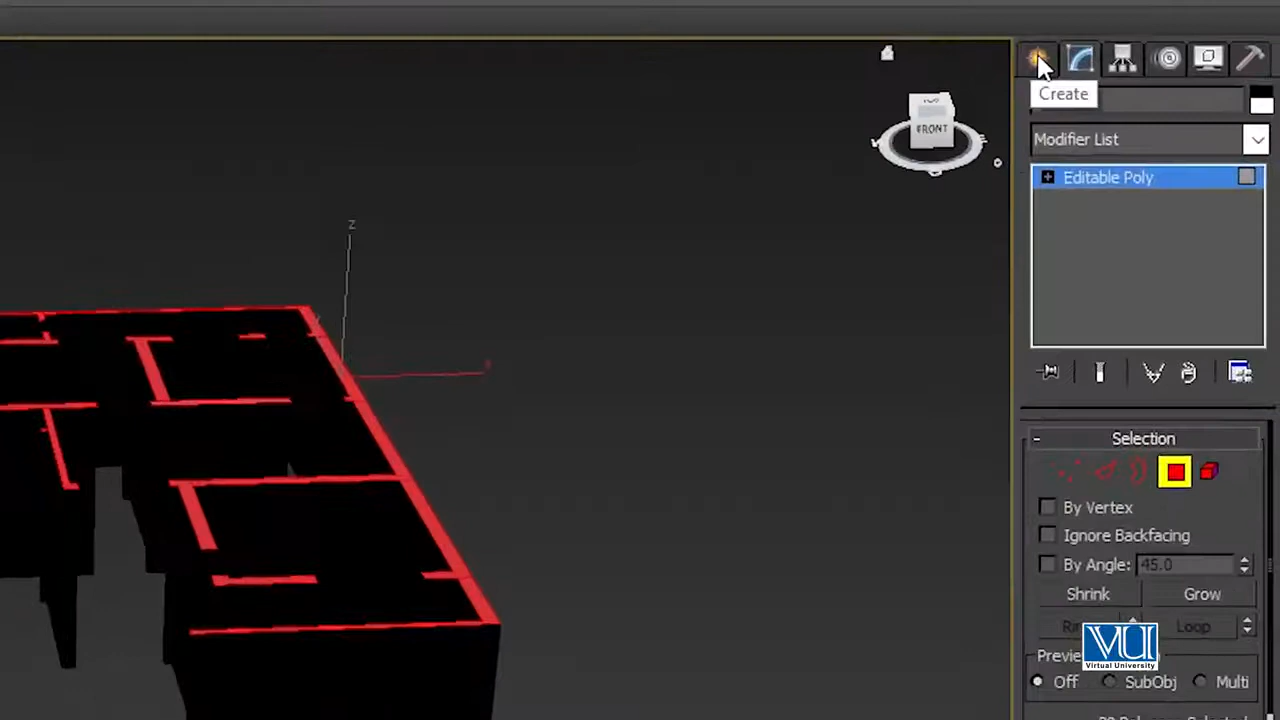 Create
Modifier List
TOP
FRONT
Editable Poly
z
Selection
By Vertex
Ignore Backfacing
By Angle: 45.0
Shrink Grow
Loop
VU
Virtual University
Off SubObj Multi